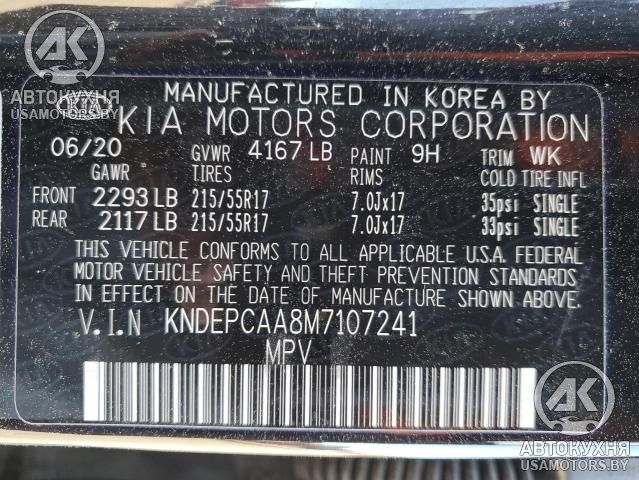 АВТОКУХНЯ
USAMOTORS.BY
KIA
MANUFACTURED IN KOREA BY
KIA MOTORS CORPORATION
06/20 GVWR 4167 LB PAINT 9H TRIM WK
GAWR TIRES RIMS COLD TIRE INFL
FRONT 2293 LB 215/55R17 7.0Jx17 35psi SINGLE
REAR 2117 LB 215/55R17 7.0Jx17 33psi SINGLE
THIS VEHICLE CONFORMS TO ALL APPLICABLE U.S.A. FEDERAL
MOTOR VEHICLE SAFETY AND THEFT PREVENTION STANDARDS
IN EFFECT ON THE DATE OF MANUFACTURE SHOWN ABOVE.
V.I.N KNDEPCAA8M7107241
MPV
АК
АВТОКУХНЯ
USAMOTORS.BY